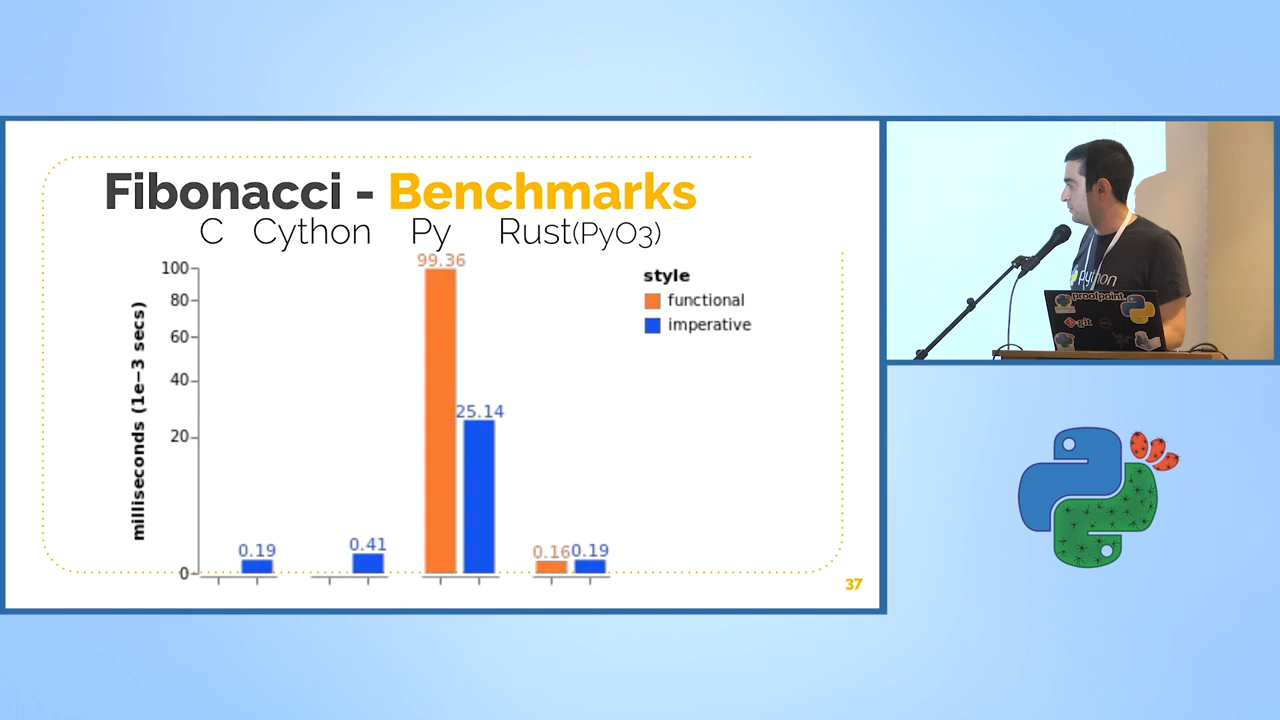 Fibonacci - Benchmarks
C Cython Py Rust(PyO3)
milliseconds (1e−3 secs)
100
80
60
40
20
0
0.19
0.41
99.36
25.14
0.16
0.19
style
functional
imperative
37
python
proofpoint.
git